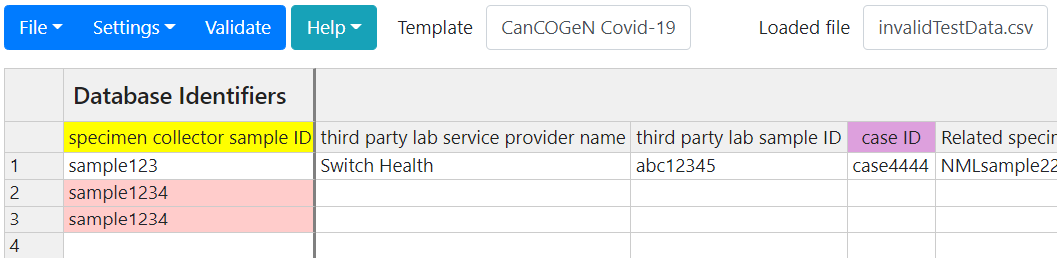 File Settings Validate Help Template CanCOGeN Covid-19 Loaded file invalidTestData.csv
Database Identifiers
specimen collector sample ID third party lab service provider name third party lab sample ID case ID Related specin
1 sample123 Switch Health abc12345 case4444 NMLsample22
2 sample1234
3 sample1234
4